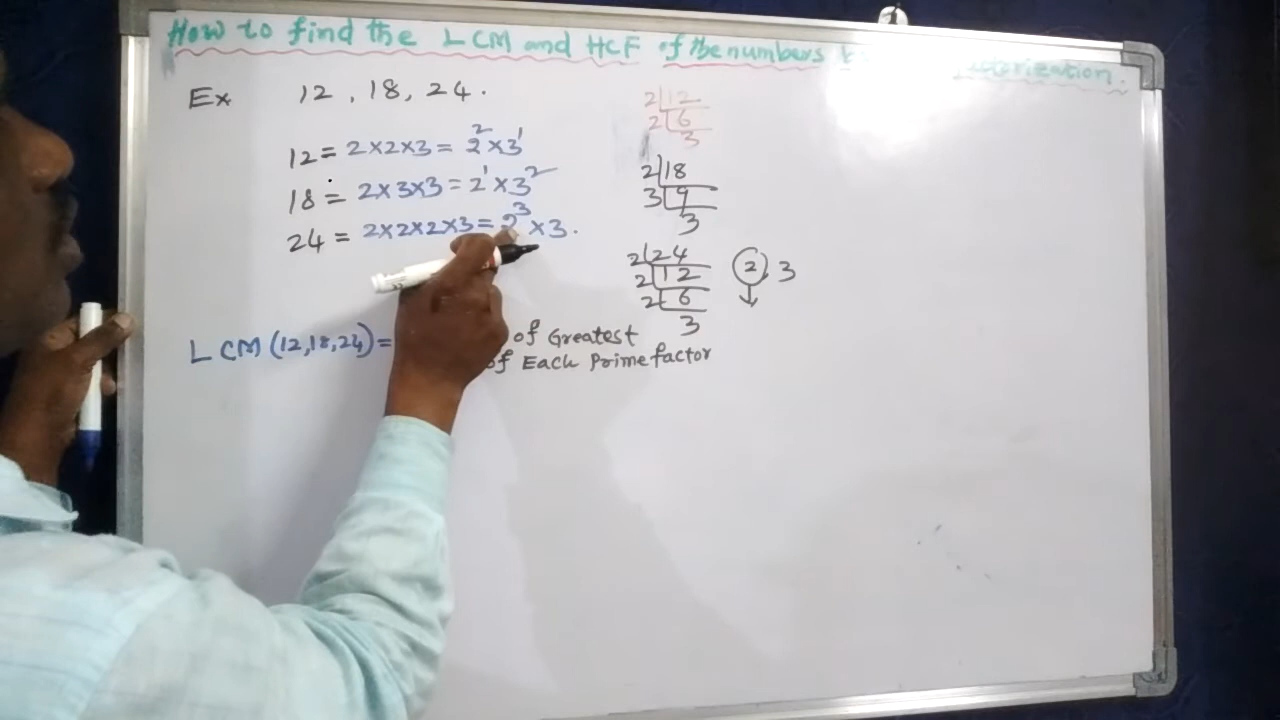 How to find the LCM and HCF of the numbers
Ex 12, 18, 24.
12 = 2×2×3 = 2² × 3¹
18 = 2×3×3 = 2¹ × 3²
24 = 2×2×2×3 = 2³ × 3.
LCM (12,18,24) = of Greatest
of Each Prime factor
2|12
2|6
3
2|18
3|9
3
2|24
2|12
2|6
3
2, 3